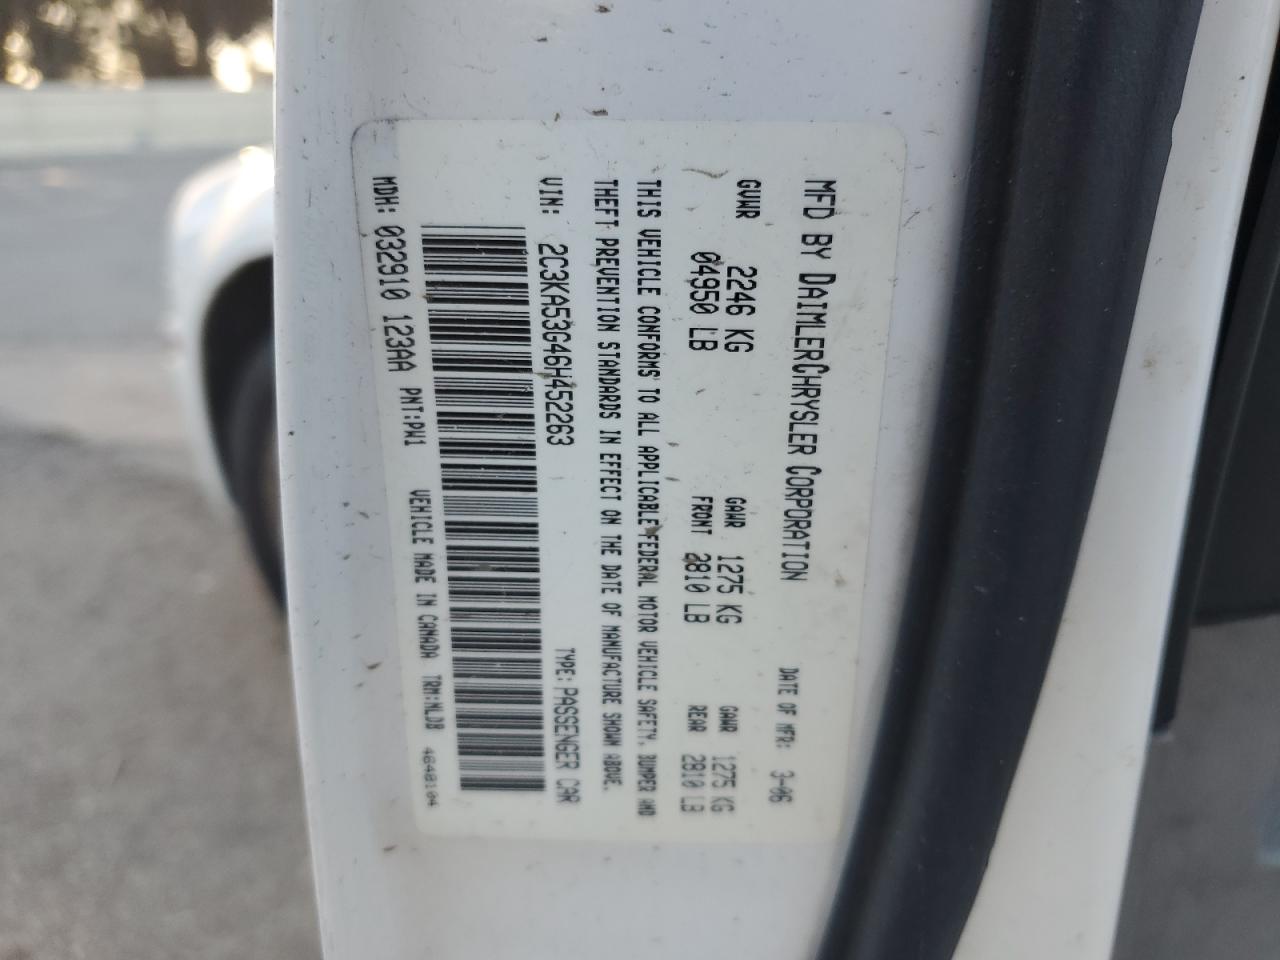 MFD BY DAIMLERCHRYSLER CORPORATION DATE OF MFR: 3-06
GVWR 2246 KG GAWR 1275 KG GAWR 1275 KG
04950 LB FRONT 2810 LB REAR 2810 LB
THIS VEHICLE CONFORMS TO ALL APPLICABLE FEDERAL MOTOR VEHICLE SAFETY, BUMPER AND
THEFT PREVENTION STANDARDS IN EFFECT ON THE DATE OF MANUFACTURE SHOWN ABOVE.
VIN: 2C3KA53G46H452263 TYPE: PASSENGER CAR
MDH: 032910 123AA PNT:PW1 VEHICLE MADE IN CANADA TRM:NLDB 4648104